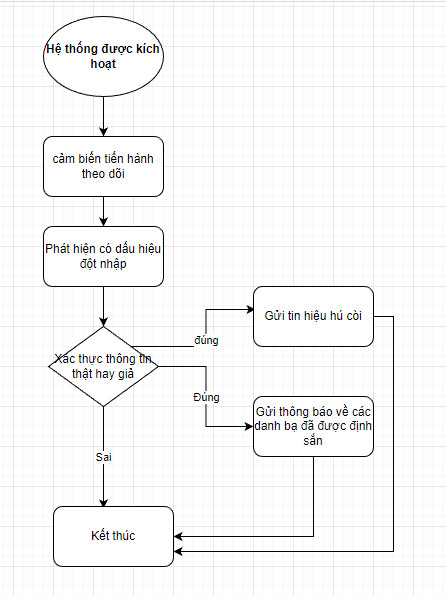 Hệ thống được kích
hoạt
cảm biến tiến hành
theo dõi
Phát hiện có dấu hiệu
đột nhập
Xác thực thông tin
thật hay giả
đúng
Gửi tin hiệu hú còi
Đúng
Gửi thông báo về các
danh bạ đã được định
sắn
Sai
Kết thúc